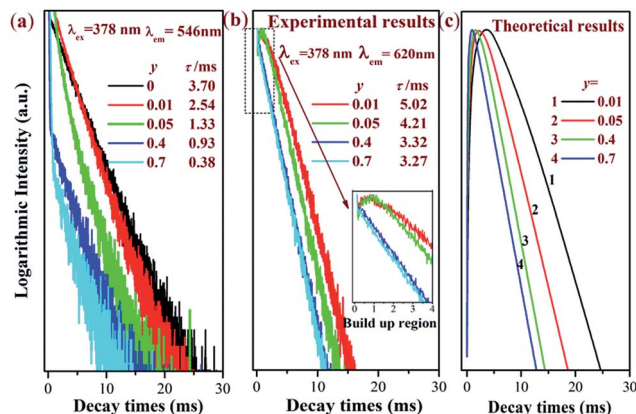 Logarithmic Intensity (a.u.)
(a)
λex=378 nm λem= 546nm
y τ/ms
0 3.70
0.01 2.54
0.05 1.33
0.4 0.93
0.7 0.38
0 10 20 30
Decay times (ms)
(b) Experimental results
λex=378 nm λem=620nm
y τ/ms
0.01 5.02
0.05 4.21
0.4 3.32
0.7 3.27
0 1 2 3 4
Build up region
0 10 20 30
Decay times (ms)
(c) Theoretical results
y=
1 0.01
2 0.05
3 0.4
4 0.7
1
2
3
4
0 10 20 30
Decay times (ms)